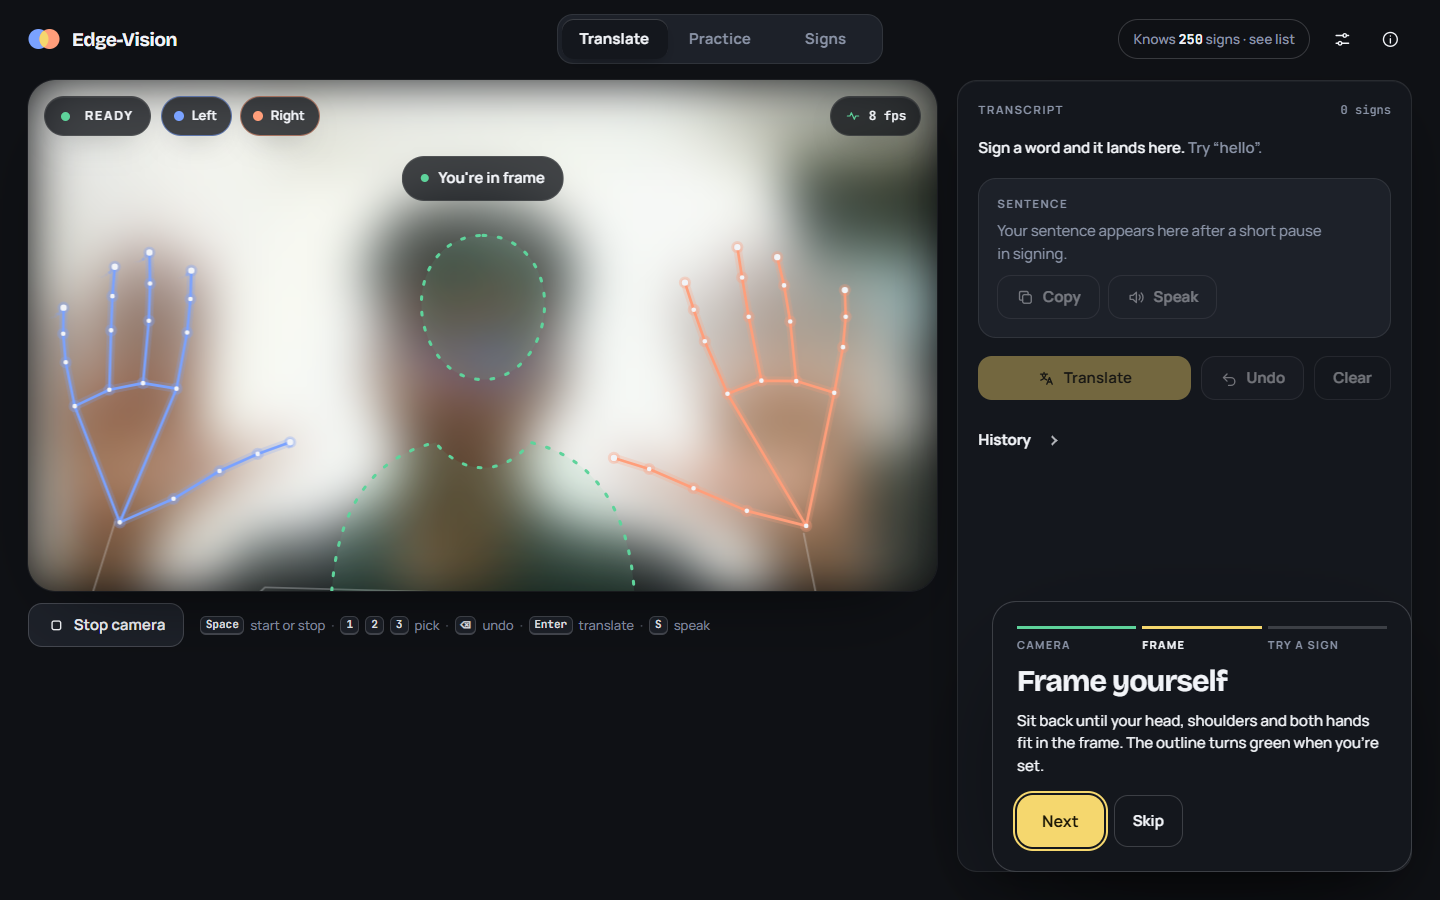 Edge-Vision
Translate
Practice
Signs
Knows 250 signs · see list
READY
Left
Right
8 fps
You're in frame
TRANSCRIPT
0 signs
Sign a word and it lands here. Try “hello”.
SENTENCE
Your sentence appears here after a short pause
in signing.
Copy
Speak
Translate
Undo
Clear
History
Stop camera
Space start or stop · 1 2 3 pick · ⌫ undo · Enter translate · S speak
CAMERA
FRAME
TRY A SIGN
Frame yourself
Sit back until your head, shoulders and both hands
fit in the frame. The outline turns green when you’re
set.
Next
Skip